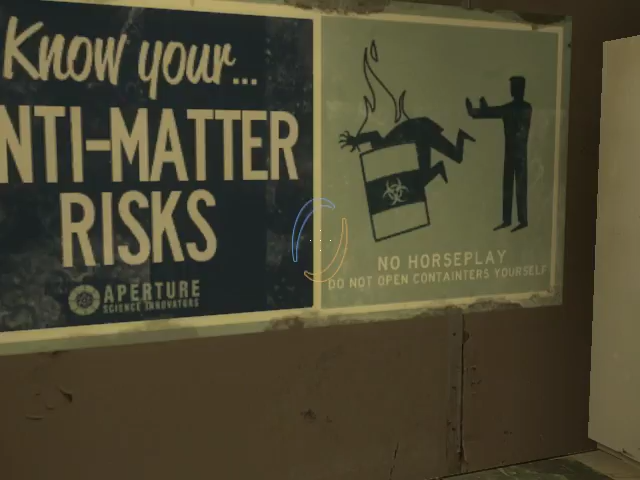 Know your...
NTI-MATTER
RISKS
APERTURE
SCIENCE INNOVATORS
NO HORSEPLAY
DO NOT OPEN CONTAINTERS YOURSELF